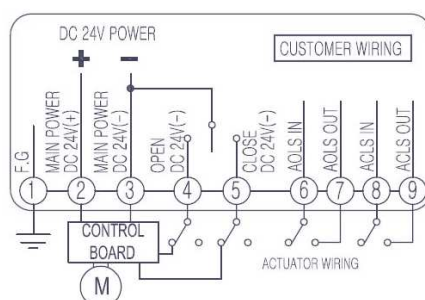 DC 24V POWER
+
−
CUSTOMER WIRING
F.G
MAIN POWER
DC 24V(+)
MAIN POWER
DC 24V(-)
OPEN
DC 24V(-)
CLOSE
DC 24V(-)
AOLS IN
AOLS OUT
ACLS IN
ACLS OUT
1
2
3
4
5
6
7
8
9
CONTROL
BOARD
ACTUATOR WIRING
M